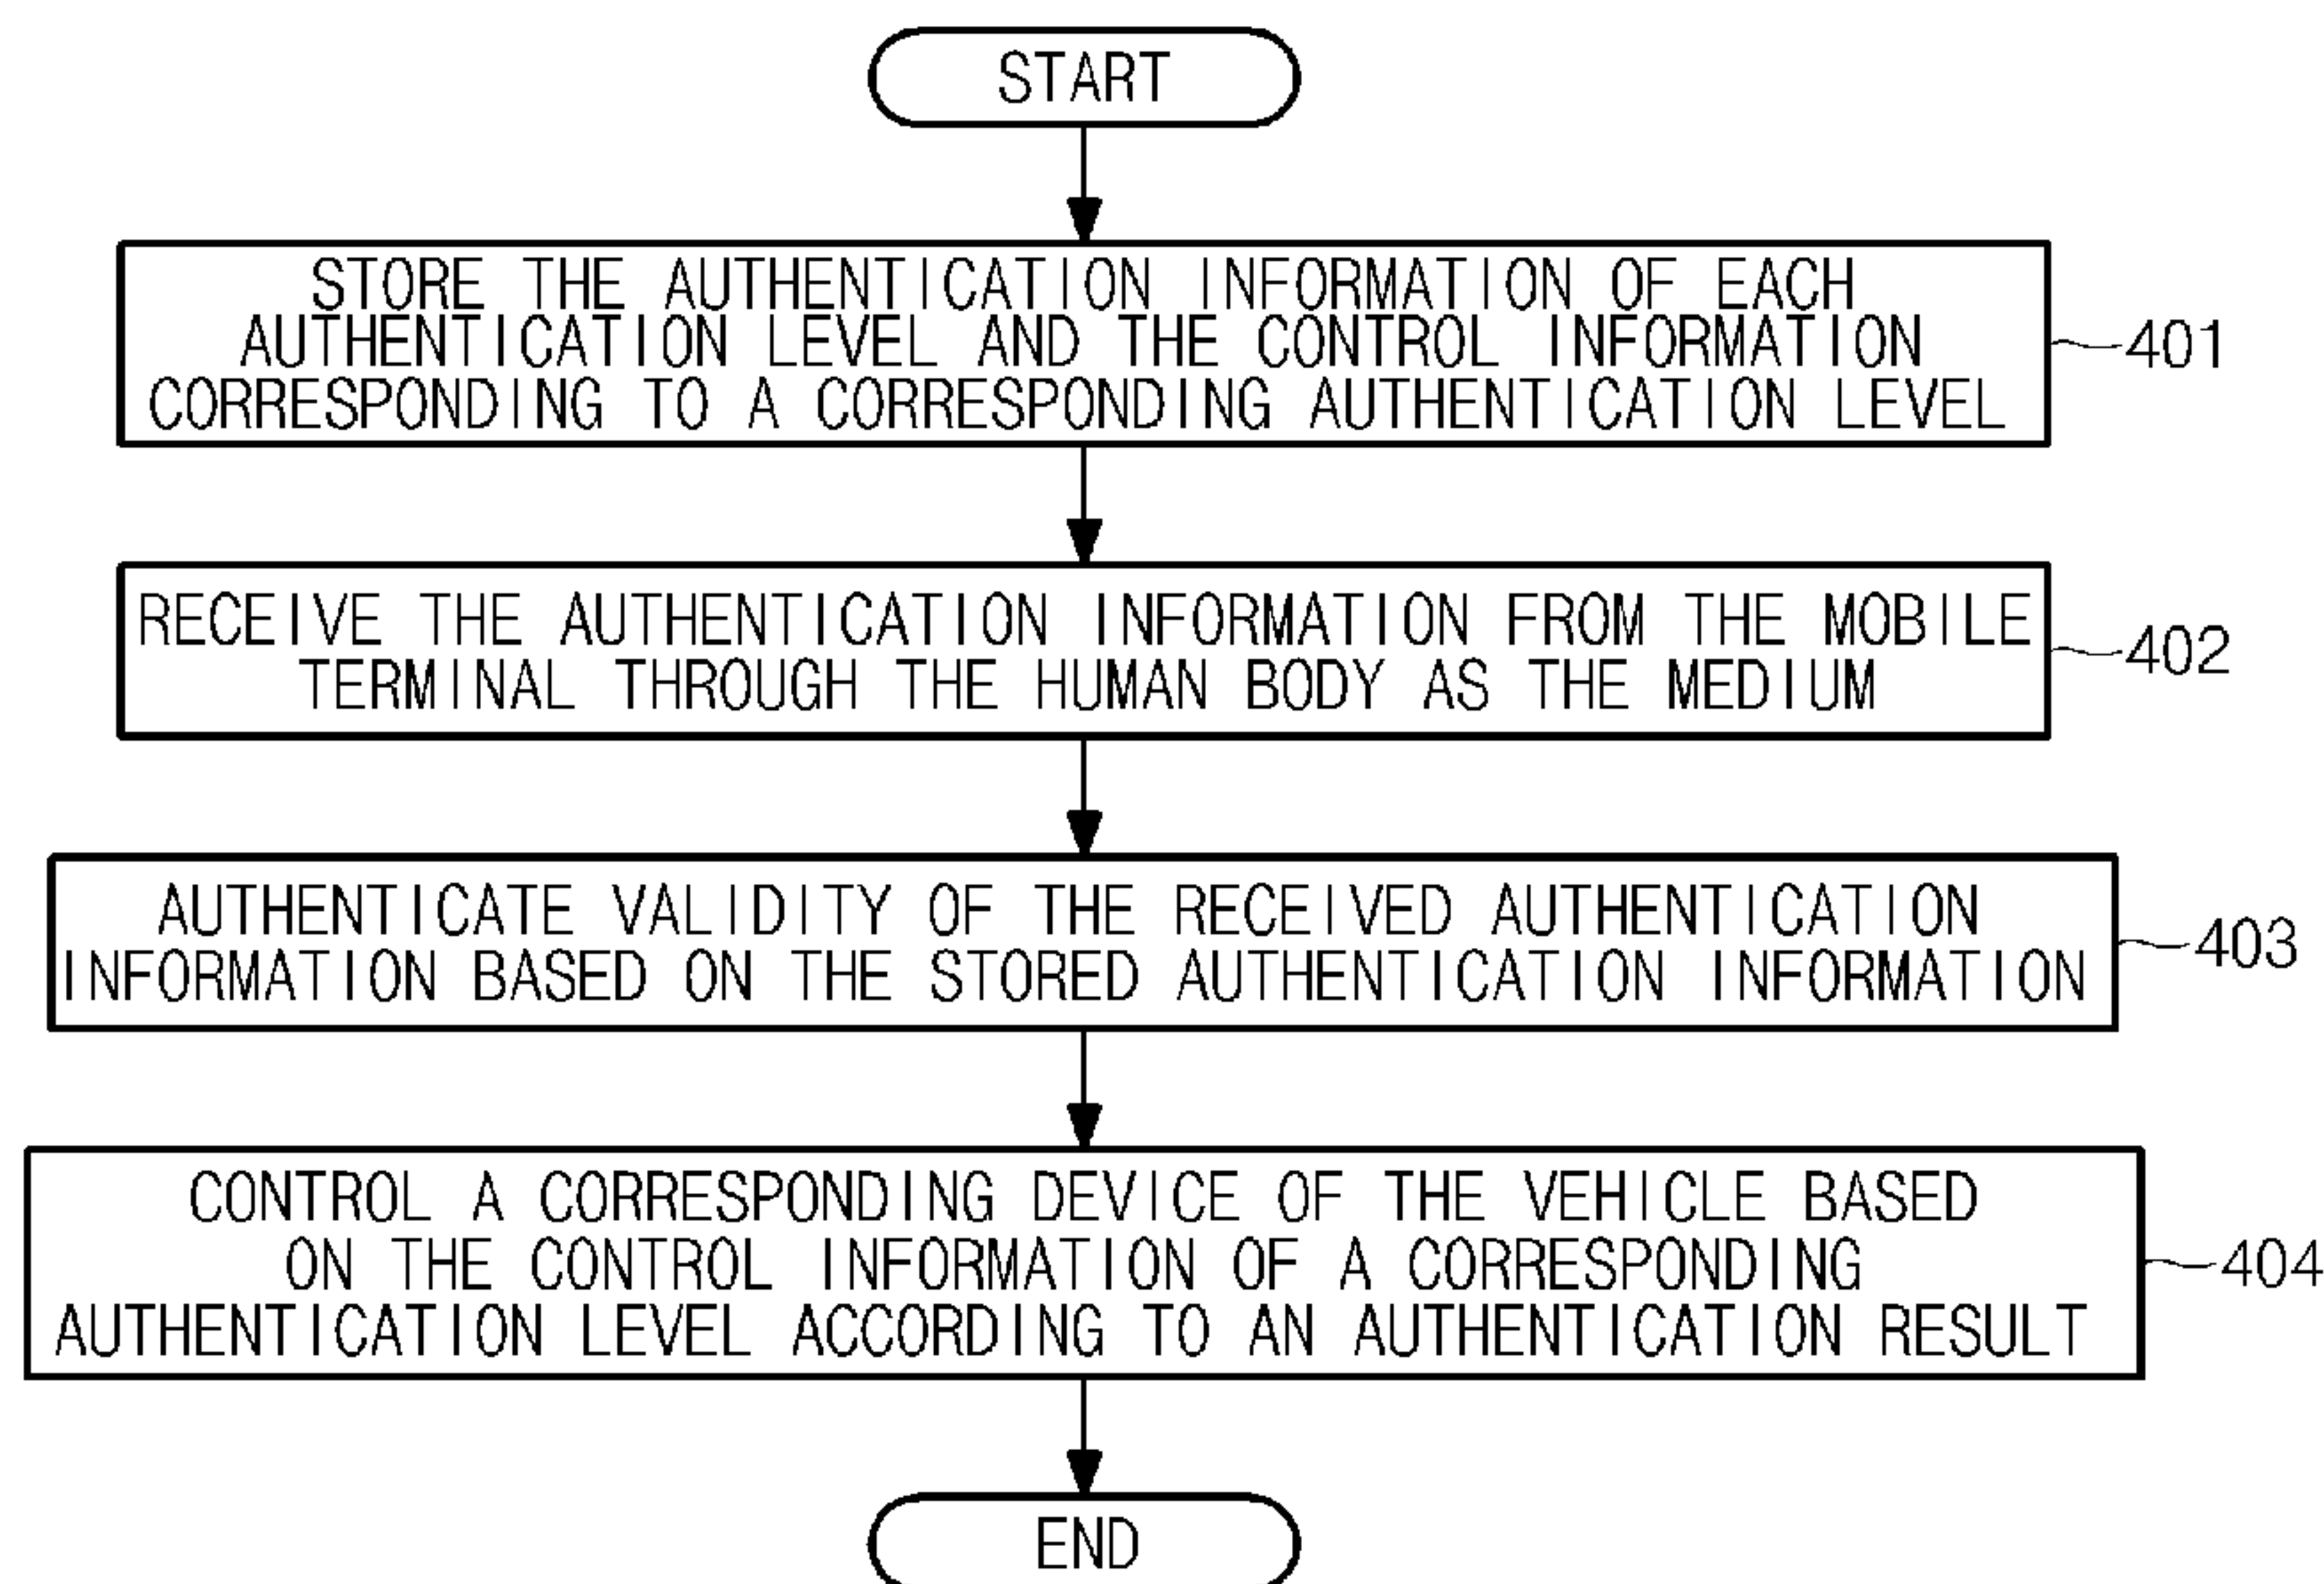 START
STORE THE AUTHENTICATION INFORMATION OF EACH
AUTHENTICATION LEVEL AND THE CONTROL INFORMATION
CORRESPONDING TO A CORRESPONDING AUTHENTICATION LEVEL
401
RECEIVE THE AUTHENTICATION INFORMATION FROM THE MOBILE
TERMINAL THROUGH THE HUMAN BODY AS THE MEDIUM
402
AUTHENTICATE VALIDITY OF THE RECEIVED AUTHENTICATION
INFORMATION BASED ON THE STORED AUTHENTICATION INFORMATION
403
CONTROL A CORRESPONDING DEVICE OF THE VEHICLE BASED
ON THE CONTROL INFORMATION OF A CORRESPONDING
AUTHENTICATION LEVEL ACCORDING TO AN AUTHENTICATION RESULT
404
END